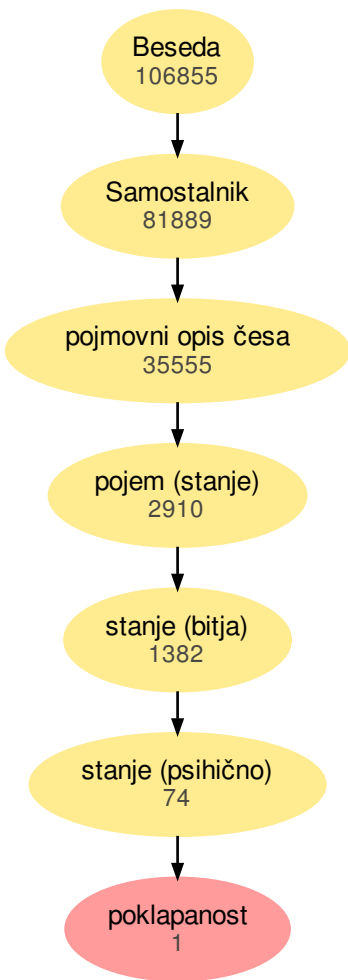 Beseda
106855
Samostalnik
81889
pojmovni opis česa
35555
pojem (stanje)
2910
stanje (bitja)
1382
stanje (psihično)
74
poklapanost
1